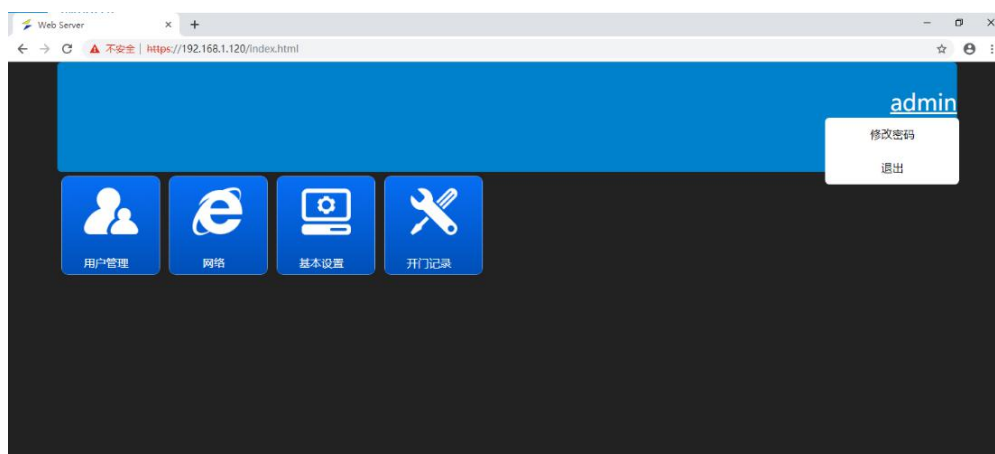 Web Server
不安全 | https://192.168.1.120/index.html
admin
修改密码
退出
用户管理 网络 基本设置 开门记录